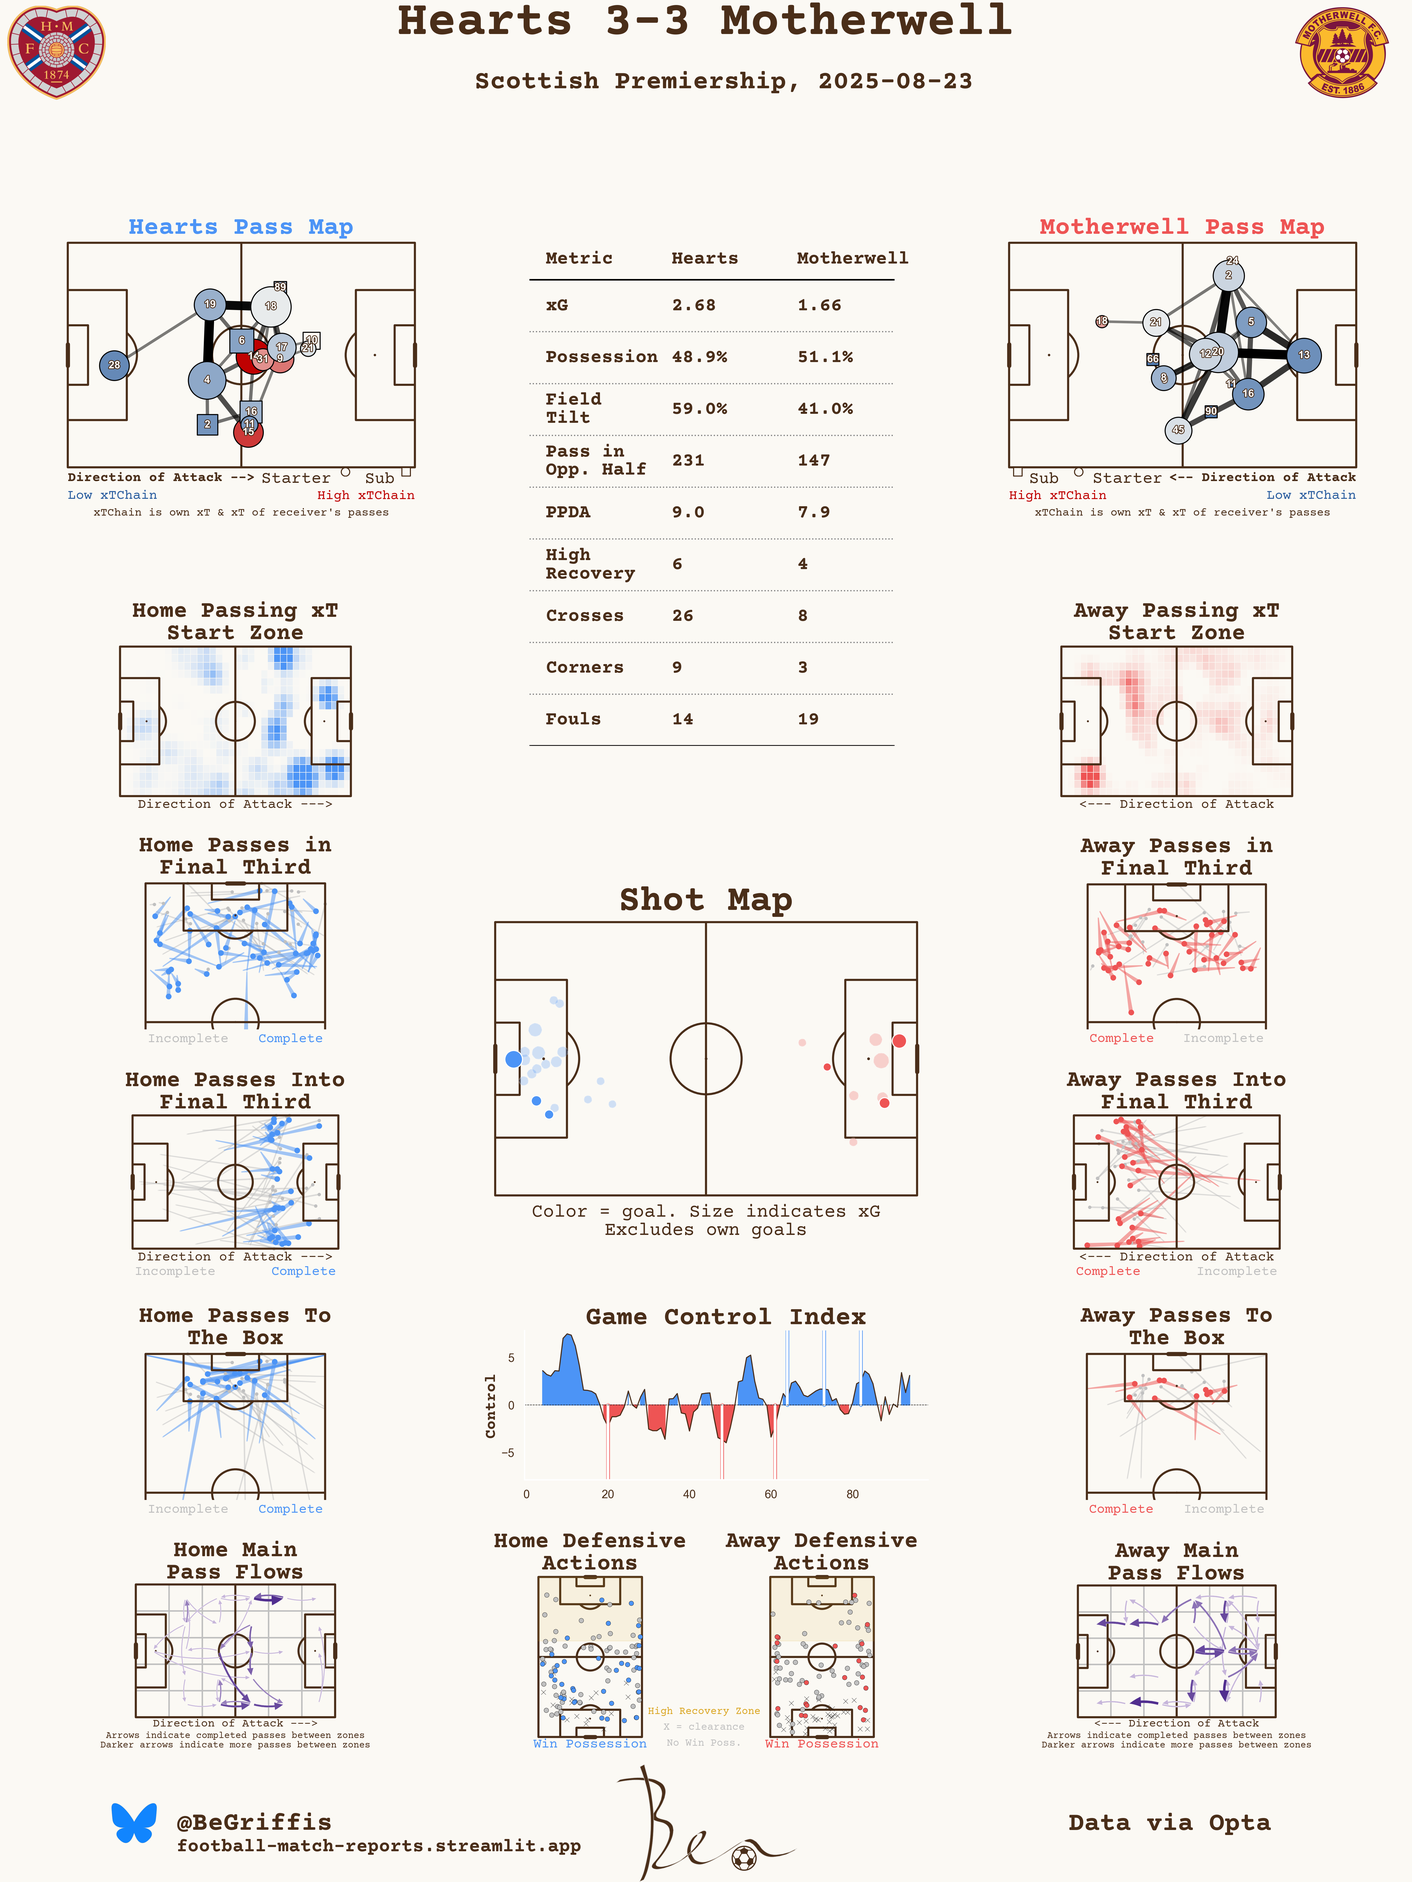 Hearts 3-3 Motherwell
Scottish Premiership, 2025-08-23
H M
F C
1874
MOTHERWELL F.C.
EST. 1886
Hearts Pass Map
89
19
18
6
17
10
21
31
9
28
4
16
2
11
15
Direction of Attack --> Starter Sub
Low xTChain High xTChain
xTChain is own xT & xT of receiver's passes
Metric Hearts Motherwell
xG 2.68 1.66
Possession 48.9% 51.1%
Field
Tilt 59.0% 41.0%
Pass in
Opp. Half 231 147
PPDA 9.0 7.9
High
Recovery 6 4
Crosses 26 8
Corners 9 3
Fouls 14 19
Motherwell Pass Map
24
2
18
21
5
12
20
13
66
8
11
16
90
45
Sub Starter <-- Direction of Attack
High xTChain Low xTChain
xTChain is own xT & xT of receiver's passes
Home Passing xT
Start Zone
Direction of Attack --->
Away Passing xT
Start Zone
<--- Direction of Attack
Home Passes in
Final Third
Incomplete Complete
Away Passes in
Final Third
Complete Incomplete
Shot Map
Color = goal. Size indicates xG
Excludes own goals
Home Passes Into
Final Third
Direction of Attack --->
Incomplete Complete
Away Passes Into
Final Third
<--- Direction of Attack
Complete Incomplete
Home Passes To
The Box
Incomplete Complete
Game Control Index
Control
5
0
−5
0 20 40 60 80
Away Passes To
The Box
Complete Incomplete
Home Main
Pass Flows
Direction of Attack --->
Arrows indicate completed passes between zones
Darker arrows indicate more passes between zones
Home Defensive
Actions
Win Possession
High Recovery Zone
X = clearance
No Win Poss.
Away Defensive
Actions
Win Possession
Away Main
Pass Flows
<--- Direction of Attack
Arrows indicate completed passes between zones
Darker arrows indicate more passes between zones
@BeGriffis
football-match-reports.streamlit.app
Ben
Data via Opta